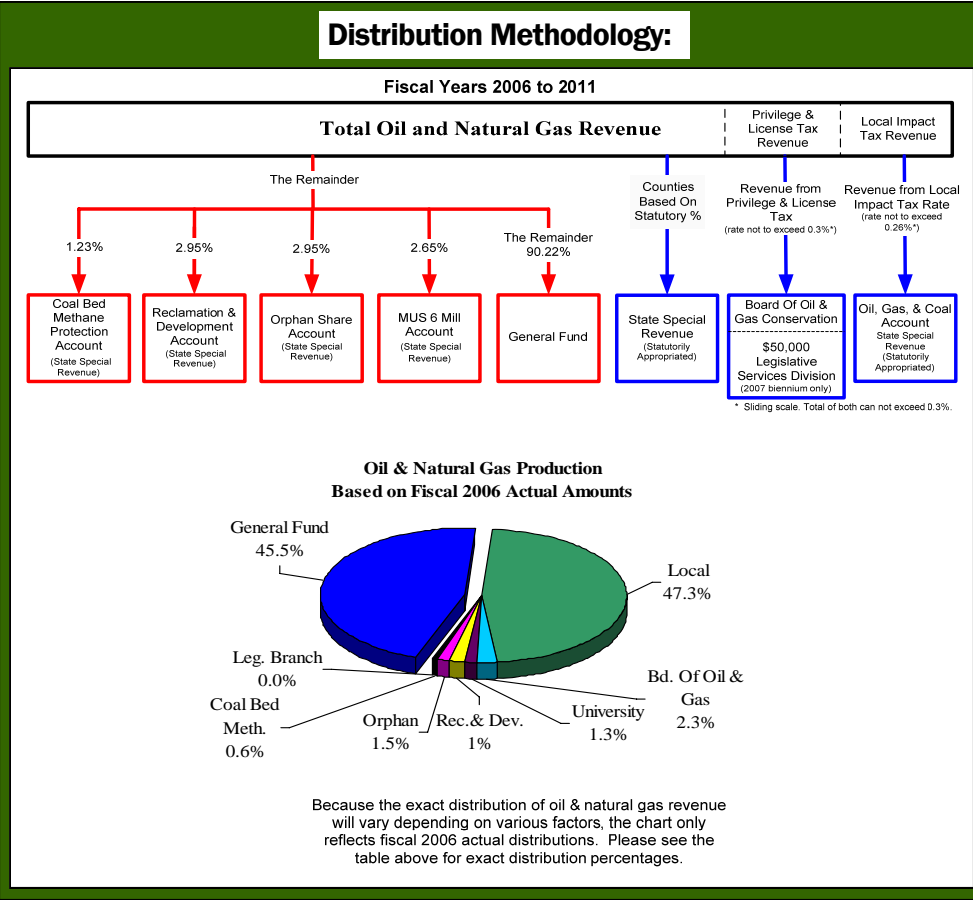 Distribution Methodology:
Fiscal Years 2006 to 2011
Total Oil and Natural Gas Revenue
Privilege &
License Tax
Revenue
Local Impact
Tax Revenue
The Remainder
Counties
Based On
Statutory %
Revenue from
Privilege & License
Tax
(rate not to exceed 0.3%*)
Revenue from Local
Impact Tax Rate
(rate not to exceed
0.26%*)
1.23%
2.95%
2.95%
2.65%
The Remainder
90.22%
Coal Bed
Methane
Protection
Account
(State Special
Revenue)
Reclamation &
Development
Account
(State Special
Revenue)
Orphan Share
Account
(State Special
Revenue)
MUS 6 Mill
Account
(State Special
Revenue)
General Fund
State Special
Revenue
(Statutorily
Appropriated)
Board Of Oil &
Gas Conservation
$50,000
Legislative
Services Division
(2007 biennium only)
Oil, Gas, & Coal
Account
State Special
Revenue
(Statutorily
Appropriated)
* Sliding scale. Total of both can not exceed 0.3%.
Oil & Natural Gas Production
Based on Fiscal 2006 Actual Amounts
General Fund
45.5%
Local
47.3%
Leg. Branch
0.0%
Coal Bed
Meth.
0.6%
Orphan
1.5%
Rec.& Dev.
1%
University
1.3%
Bd. Of Oil &
Gas
2.3%
Because the exact distribution of oil & natural gas revenue
will vary depending on various factors, the chart only
reflects fiscal 2006 actual distributions. Please see the
table above for exact distribution percentages.